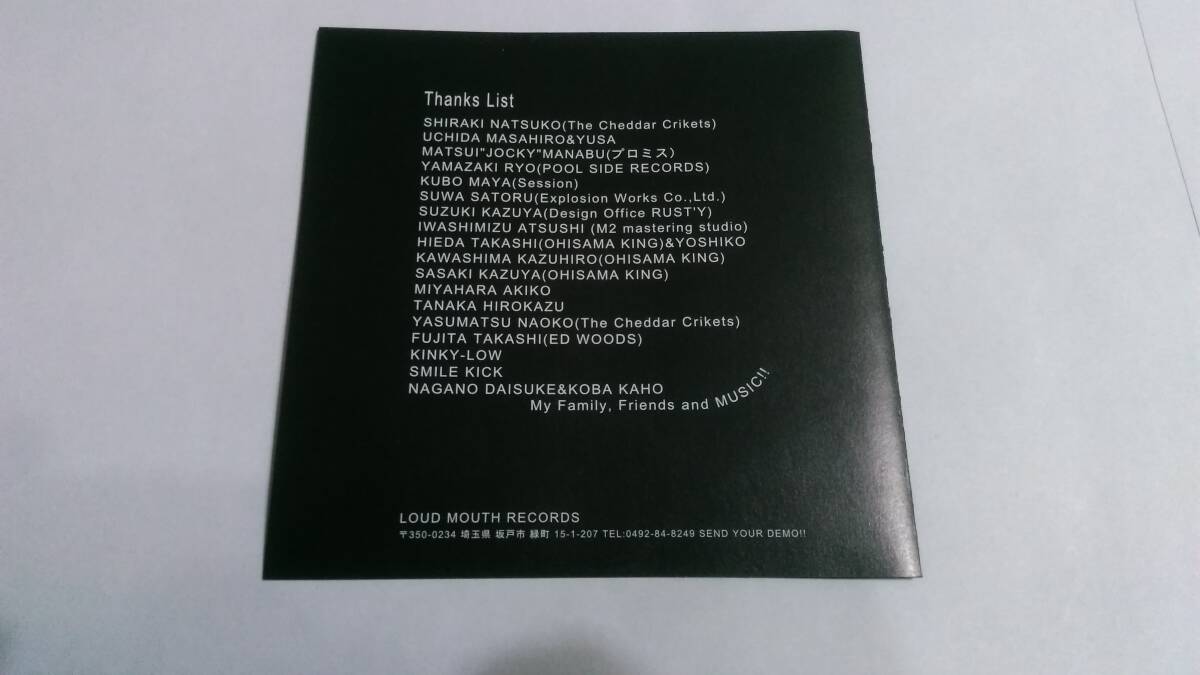 Thanks List
SHIRAKI NATSUKO(The Cheddar Crikets)
UCHIDA MASAHIRO&YUSA
MATSUI"JOCKY"MANABU(プロミス)
YAMAZAKI RYO(POOL SIDE RECORDS)
KUBO MAYA(Session)
SUWA SATORU(Explosion Works Co.,Ltd.)
SUZUKI KAZUYA(Design Office RUST'Y)
IWASHIMIZU ATSUSHI (M2 mastering studio)
HIEDA TAKASHI(OHISAMA KING)&YOSHIKO
KAWASHIMA KAZUHIRO(OHISAMA KING)
SASAKI KAZUYA(OHISAMA KING)
MIYAHARA AKIKO
TANAKA HIROKAZU
YASUMATSU NAOKO(The Cheddar Crikets)
FUJITA TAKASHI(ED WOODS)
KINKY-LOW
SMILE KICK
NAGANO DAISUKE&KOBA KAHO
My Family, Friends and MUSIC!!
LOUD MOUTH RECORDS
〒350-0234 埼玉県 坂戸市 緑町 15-1-207 TEL:0492-84-8249 SEND YOUR DEMO!!